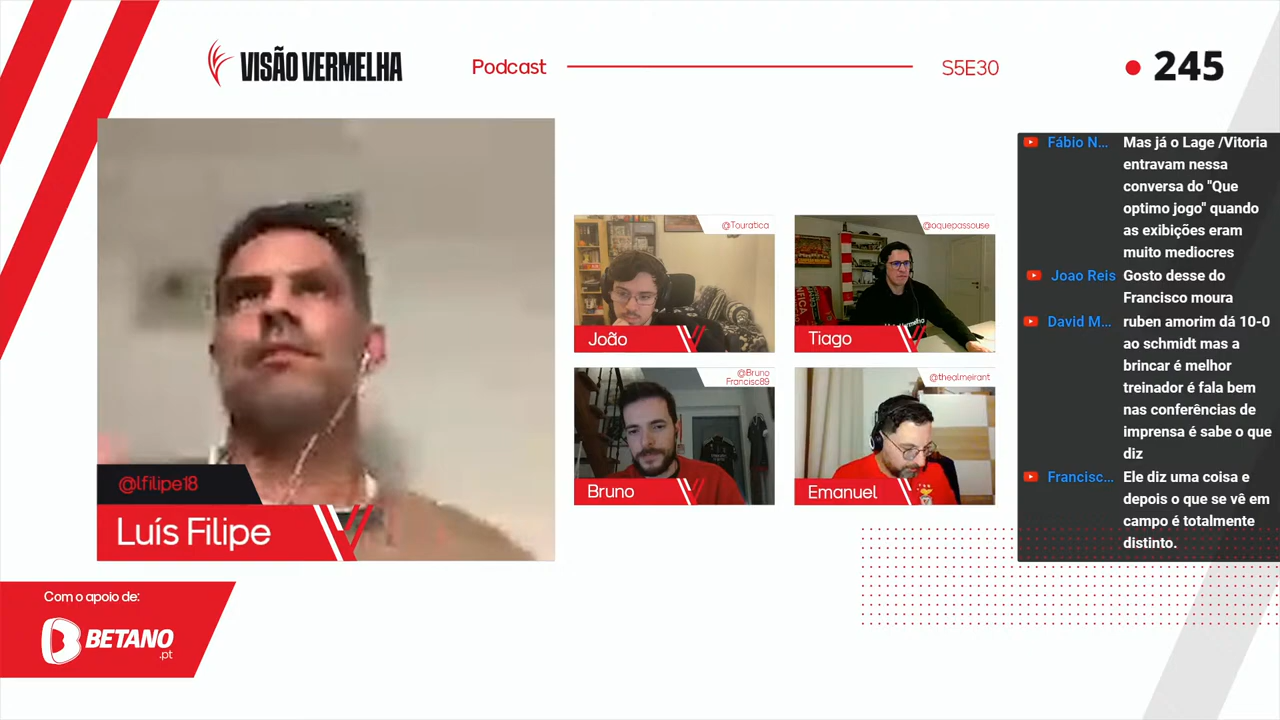 VISÃO VERMELHA
Podcast
S5E30
245
@lfilipe18
Luís Filipe
@Touratica
João
@oquepassouse
Tiago
@Bruno
Francisc89
Bruno
@thealmeirant
Emanuel
Fábio N... Mas já o Lage /Vitoria
entravam nessa
conversa do "Que
optimo jogo" quando
as exibições eram
muito mediocres
Joao Reis Gosto desse do
Francisco moura
David M... ruben amorim dá 10-0
ao schmidt mas a
brincar é melhor
treinador é fala bem
nas conferências de
imprensa é sabe o que
diz
Francisc... Ele diz uma coisa e
depois o que se vê em
campo é totalmente
distinto.
Com o apoio de:
BETANO
.pt